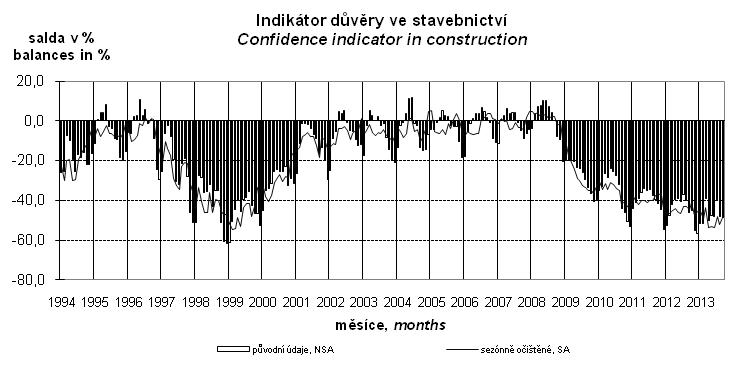 Indikátor důvěry ve stavebnictví
Confidence indicator in construction
salda v %
balances in %
20,0
0,0
-20,0
-40,0
-60,0
-80,0
1994 1995 1996 1997 1998 1999 2000 2001 2002 2003 2004 2005 2006 2007 2008 2009 2010 2011 2012 2013
měsíce, months
původní údaje, NSA
sezónně očištěné, SA